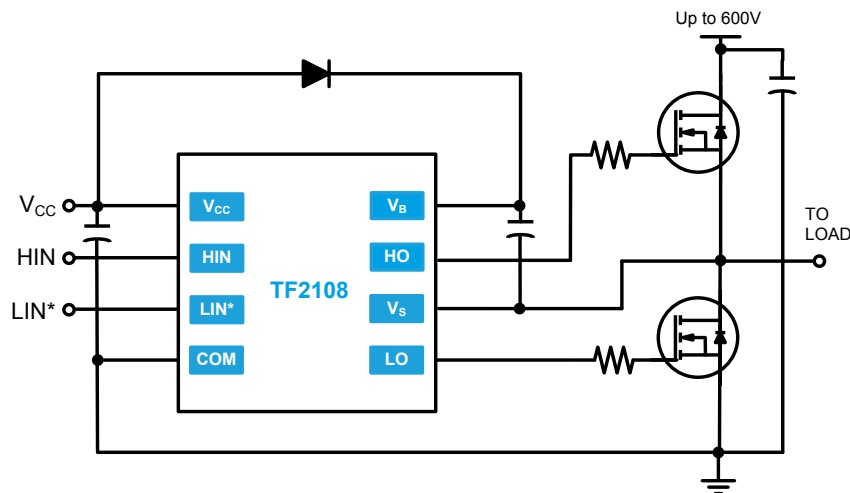 Up to 600V
VCC
HIN
LIN*
VCC
HIN
LIN*
COM
TF2108
VB
HO
VS
LO
TO
LOAD